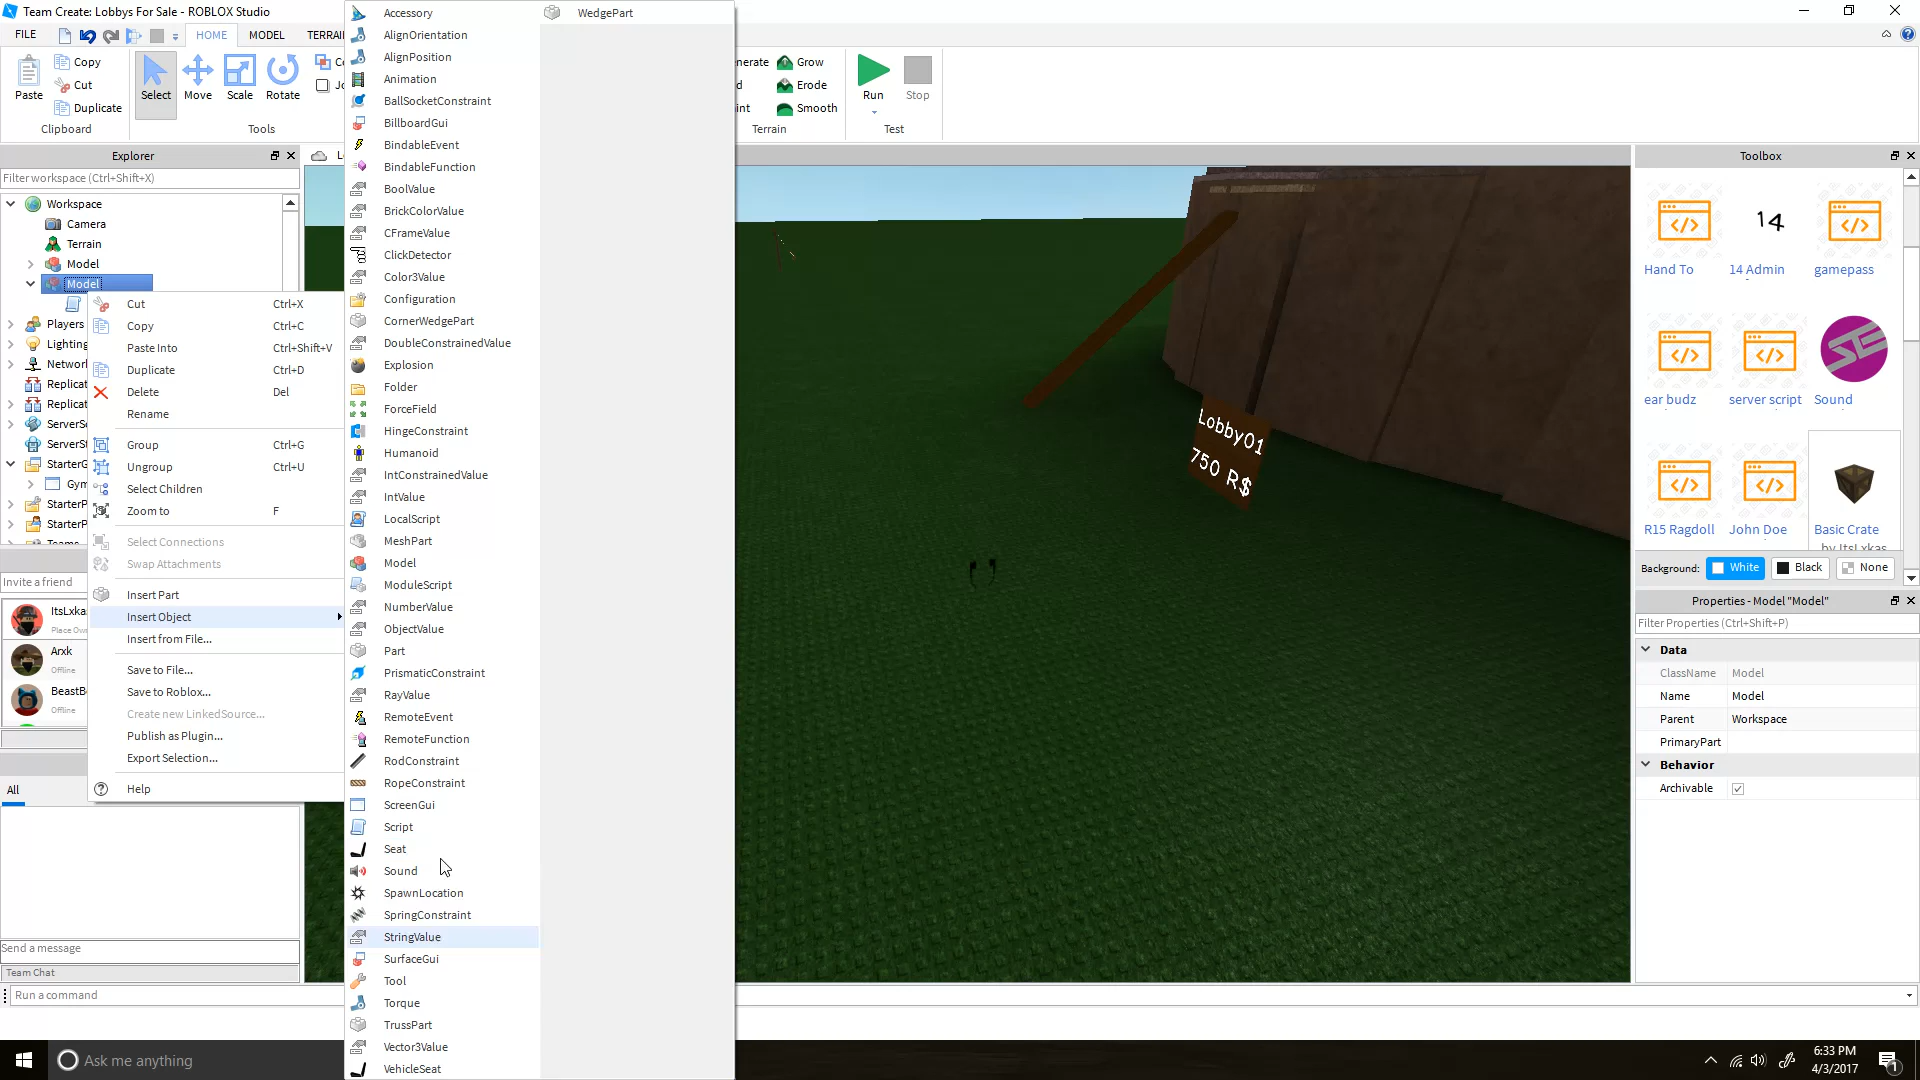 Team Create: Lobbys For Sale - ROBLOX Studio
FILE
HOME
MODEL
Paste
Copy
Cut
Duplicate
Clipboard
Select
Move
Scale
Rotate
Tools
Grow
Erode
Smooth
Terrain
Run
Stop
Test
Explorer
Filter workspace (Ctrl+Shift+X)
Workspace
Camera
Terrain
Model
Model
Players
Lighting
Invite a friend
Arxk
Offline
Offline
All
Send a message
Team Chat
Run a command
Cut Ctrl+X
Copy Ctrl+C
Paste Into Ctrl+Shift+V
Duplicate Ctrl+D
Delete Del
Rename
Group Ctrl+G
Ungroup Ctrl+U
Select Children
Zoom to F
Select Connections
Swap Attachments
Insert Part
Insert Object
Insert from File...
Save to File...
Save to Roblox...
Create new LinkedSource...
Publish as Plugin...
Export Selection...
Help
Accessory
AlignOrientation
AlignPosition
Animation
BallSocketConstraint
BillboardGui
BindableEvent
BindableFunction
BoolValue
BrickColorValue
CFrameValue
ClickDetector
Color3Value
Configuration
CornerWedgePart
DoubleConstrainedValue
Explosion
Folder
ForceField
HingeConstraint
Humanoid
IntConstrainedValue
IntValue
LocalScript
MeshPart
Model
ModuleScript
NumberValue
ObjectValue
Part
PrismaticConstraint
RayValue
RemoteEvent
RemoteFunction
RodConstraint
RopeConstraint
ScreenGui
Script
Seat
Sound
SpawnLocation
SpringConstraint
StringValue
SurfaceGui
Tool
Torque
TrussPart
Vector3Value
VehicleSeat
WedgePart
Lobby01
750 R$
Toolbox
14
Hand To
14 Admin
gamepass
ear budz
server script
Sound
R15 Ragdoll
John Doe
Basic Crate
by ItsLxkas
Background: White Black None
Properties - Model "Model"
Filter Properties (Ctrl+Shift+P)
Data
ClassName Model
Name Model
Parent Workspace
PrimaryPart
Behavior
Archivable
Ask me anything
6:33 PM
4/3/2017
1